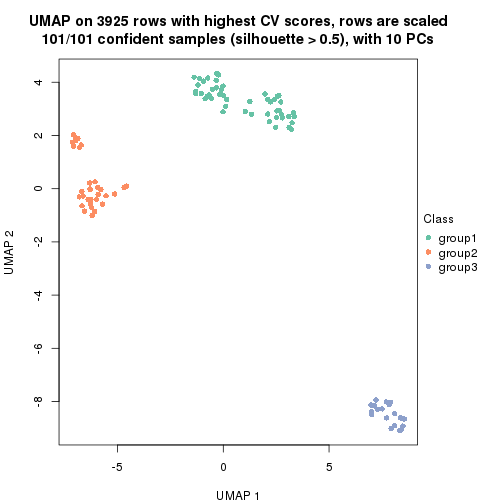 UMAP on 3925 rows with highest CV scores, rows are scaled
101/101 confident samples (silhouette > 0.5), with 10 PCs
4
2
0
-2
-4
-6
-8
UMAP 2
-5
0
5
UMAP 1
Class
group1
group2
group3